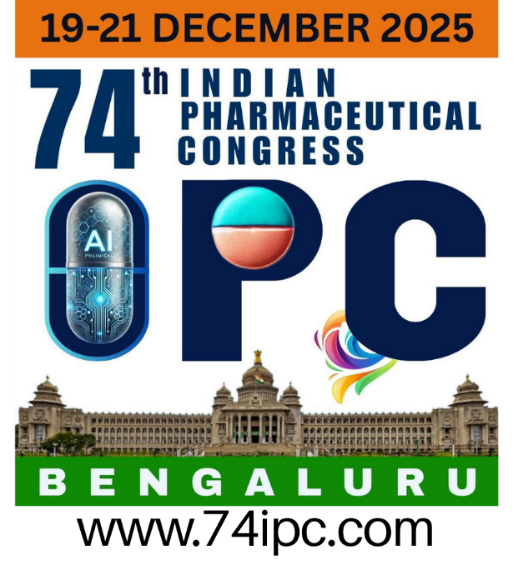 19-21 DECEMBER 2025
74th INDIAN
PHARMACEUTICAL
CONGRESS
AI
IPC
BENGALURU
www.74ipc.com